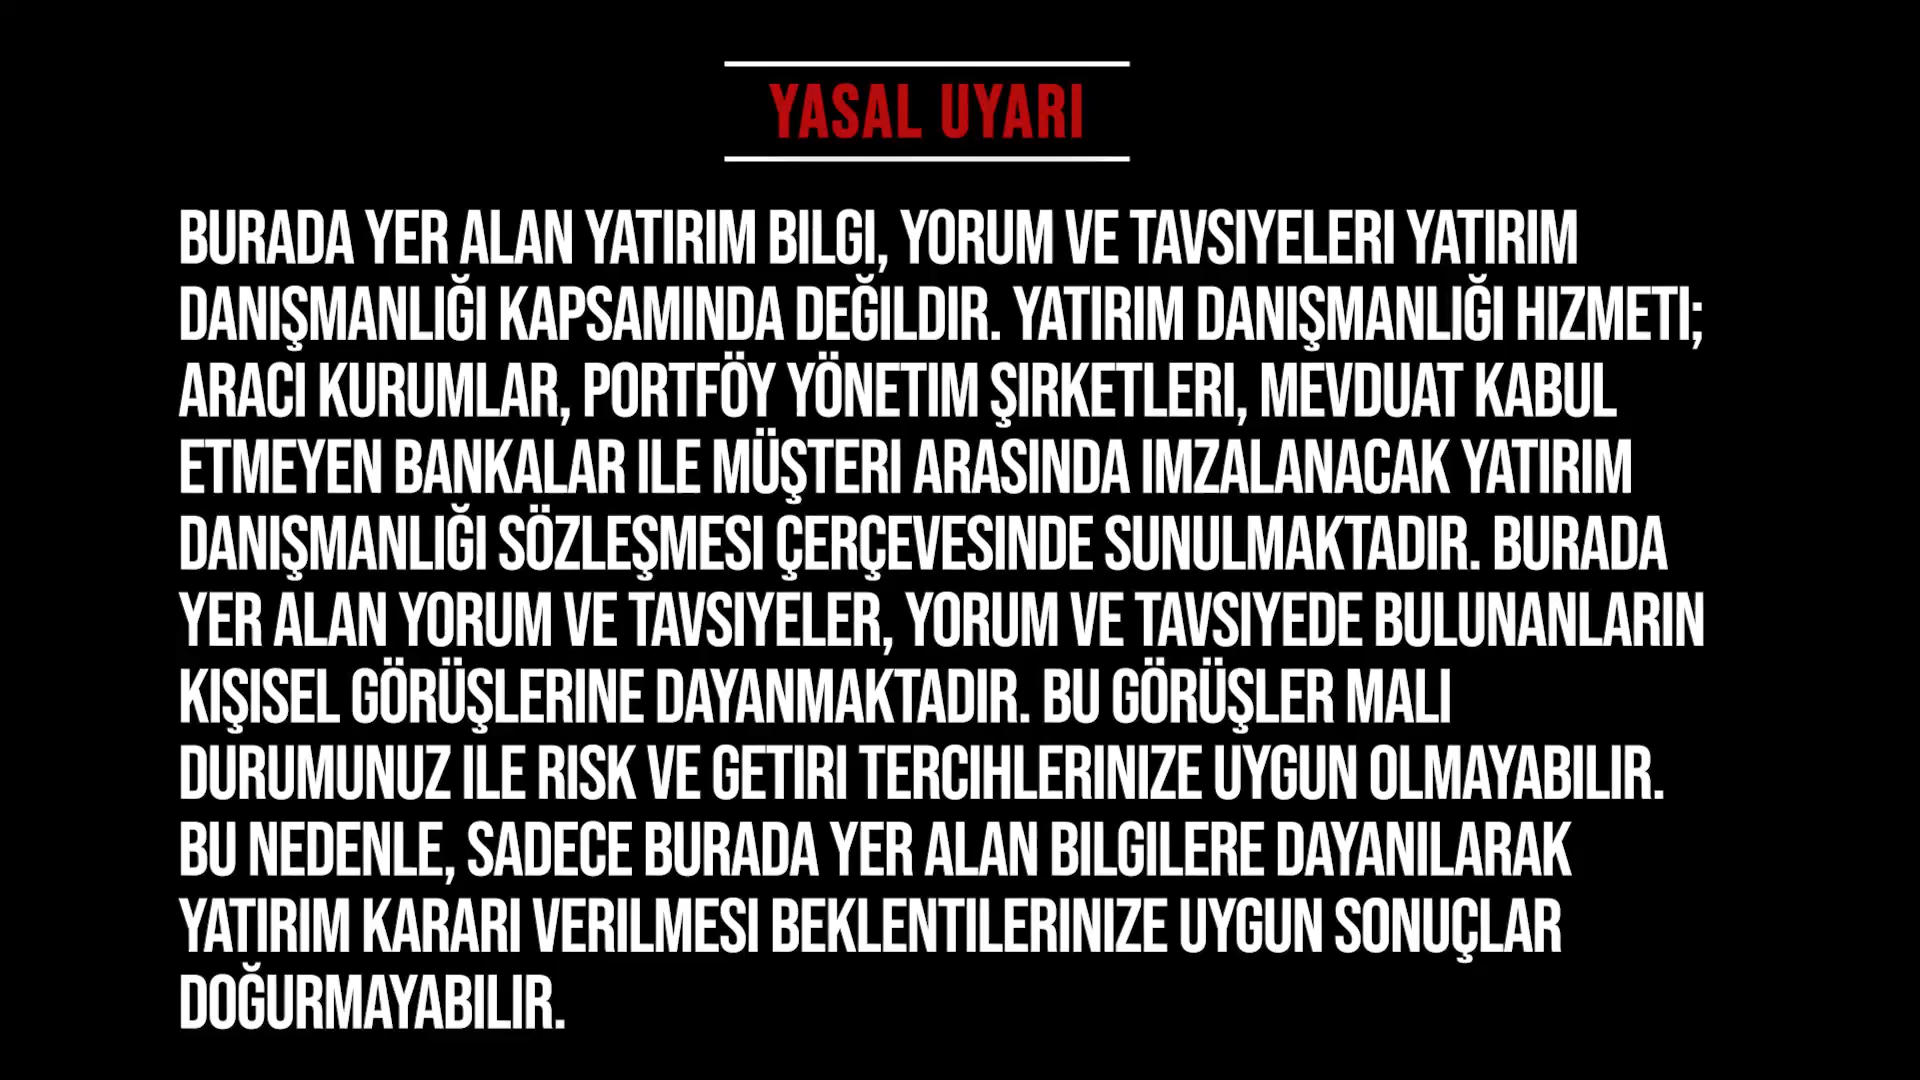 YASAL UYARI
BURADA YER ALAN YATIRIM BILGI, YORUM VE TAVSIYELERI YATIRIM
DANIŞMANLIĞI KAPSAMINDA DEĞILDIR. YATIRIM DANIŞMANLIĞI HIZMETI;
ARACI KURUMLAR, PORTFÖY YÖNETIM ŞIRKETLERI, MEVDUAT KABUL
ETMEYEN BANKALAR ILE MÜŞTERI ARASINDA IMZALANACAK YATIRIM
DANIŞMANLIĞI SÖZLEŞMESI ÇERÇEVESINDE SUNULMAKTADIR. BURADA
YER ALAN YORUM VE TAVSIYELER, YORUM VE TAVSIYEDE BULUNANLARIN
KIŞISEL GÖRÜŞLERINE DAYANMAKTADIR. BU GÖRÜŞLER MALI
DURUMUNUZ ILE RISK VE GETIRI TERCIHLERINIZE UYGUN OLMAYABILIR.
BU NEDENLE, SADECE BURADA YER ALAN BILGILERE DAYANILARAK
YATIRIM KARARI VERILMESI BEKLENTILERINIZE UYGUN SONUÇLAR
DOĞURMAYABILIR.